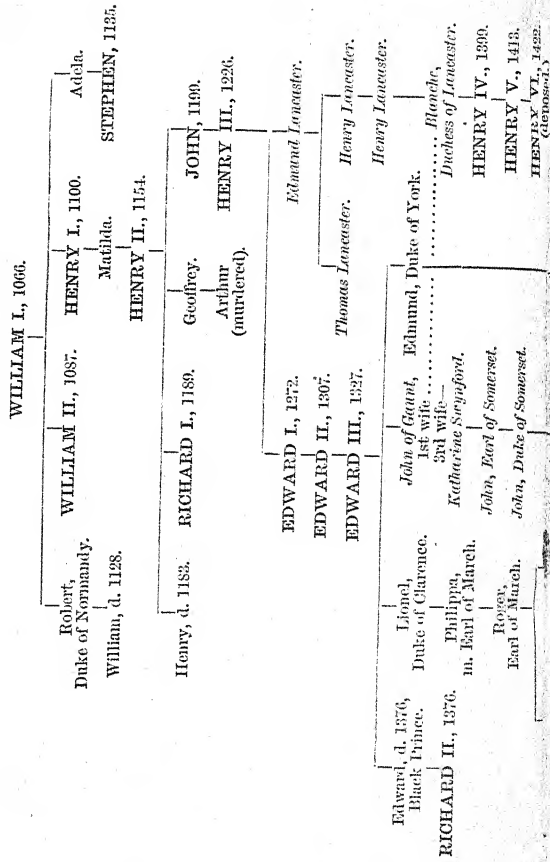 WILLIAM I., 1066.
Robert,
Duke of Normandy.
William, d. 1128.
WILLIAM II., 1087.
HENRY I., 1100.
Matilda.
HENRY II., 1154.
Adela.
STEPHEN, 1135.
Henry, d. 1183.
RICHARD I., 1189.
Geoffrey.
Arthur
(murdered).
JOHN, 1199.
HENRY III., 1226.
EDWARD I., 1272.
EDWARD II., 1307.
EDWARD III., 1327.
Edmund Lancaster.
Thomas Lancaster.
Henry Lancaster.
Henry Lancaster.
Blanche,
Duchess of Lancaster.
Edward, d. 1376,
Black Prince.
RICHARD II., 1376.
Lionel,
Duke of Clarence.
Philippa,
m. Earl of March.
Roger,
Earl of March.
John of Gaunt,
1st wife
3rd wife—
Katharine Swynford.
John, Earl of Somerset.
John, Duke of Somerset.
Edmund, Duke of York.
HENRY IV., 1399.
HENRY V., 1413.
HENRY VI., 1422.
(deposed.)